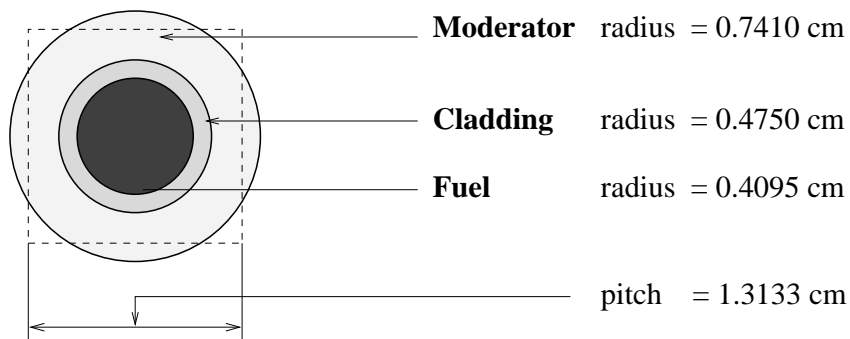 Moderator radius = 0.7410 cm
Cladding radius = 0.4750 cm
Fuel radius = 0.4095 cm
pitch = 1.3133 cm